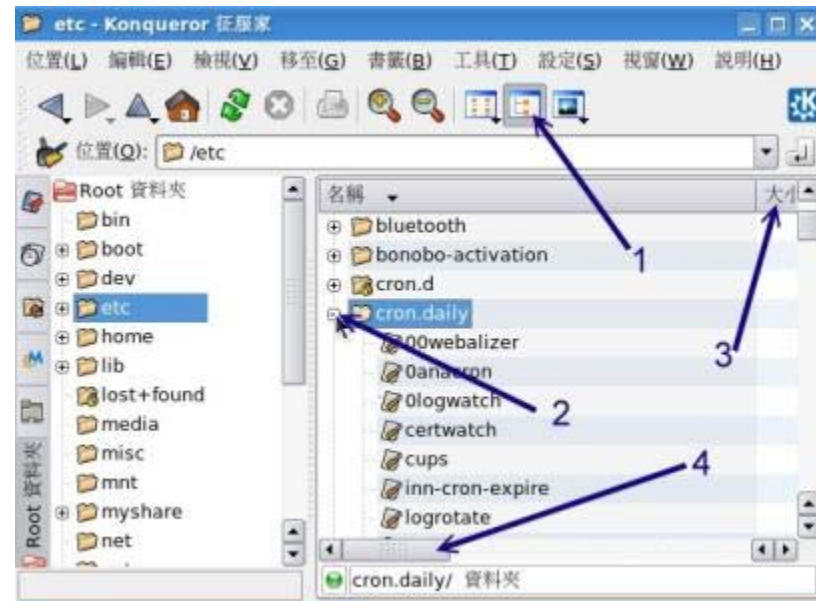 etc - Konqueror 征服家
位置(L) 編輯(E) 檢視(V) 移至(G) 書籤(B) 工具(T) 設定(S) 視窗(W) 說明(H)
位置(O): /etc
Root 資料夾
bin
boot
dev
etc
home
lib
lost+found
media
misc
mnt
myshare
net
Root 資料夾
名稱 大小
bluetooth
bonobo-activation
cron.d
cron.daily
00webalizer
0anacron
0logwatch
certwatch
cups
inn-cron-expire
logrotate
1
2
3
4
cron.daily/ 資料夾